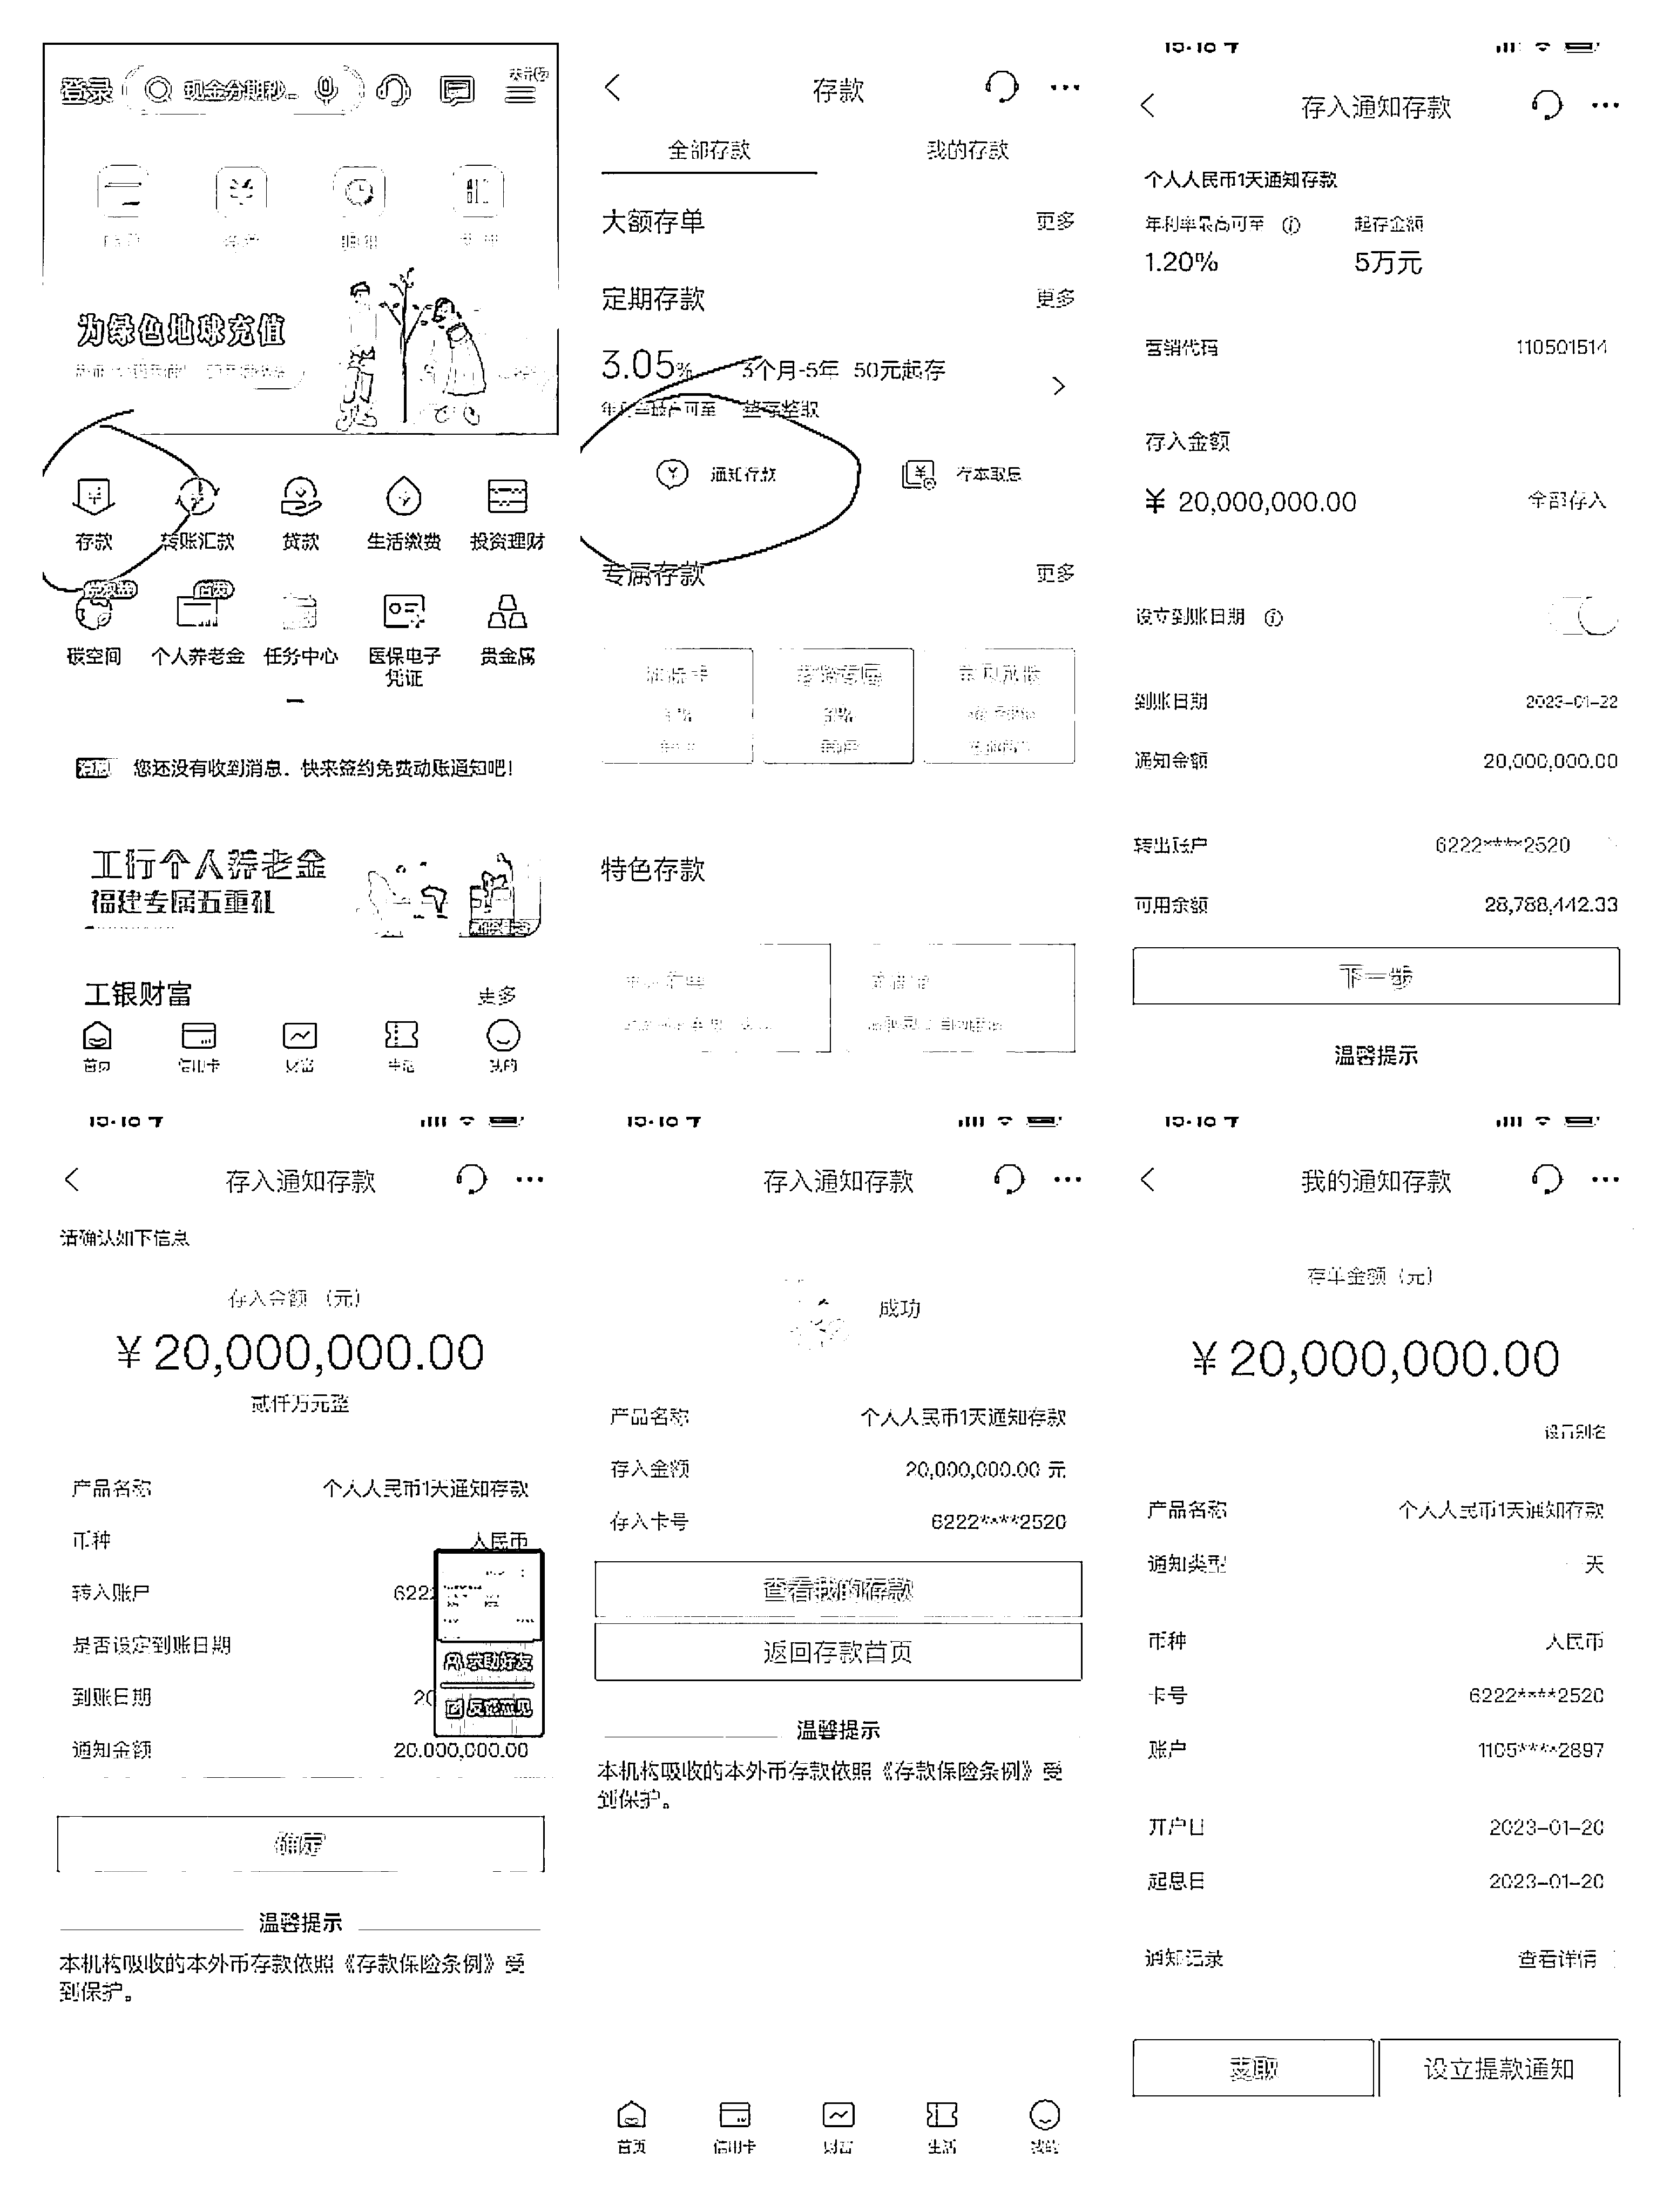 登录
现金分期秒...
为绿色地球充值
存款
转账汇款
贷款
生活缴费
投资理财
碳空间
个人养老金
任务中心
医保电子
凭证
贵金属
消息
您还没有收到消息，快来签约免费动账通知吧！
工行个人养老金
福建专属五重礼
工银财富
更多
首页
信用卡
财富
生活
我的
存款
全部存款
我的存款
大额存单
更多
定期存款
更多
3.05%
3个月-5年 50元起存
年利率最高可至
整存整取
通知存款
存本取息
专属存款
更多
特色存款
存入通知存款
个人人民币1天通知存款
年利率最高可至
起存金额
1.20%
5万元
营销代码
110501514
存入金额
¥ 20,000,000.00
全部存入
设立到账日期
到账日期
2023-01-22
通知金额
20,000,000.00
转出账户
6222****2520
可用余额
28,788,442.33
下一步
温馨提示
存入通知存款
请确认如下信息
存入金额（元）
¥ 20,000,000.00
贰仟万元整
产品名称
个人人民币1天通知存款
币种
人民币
转入账户
6222
是否设定到账日期
到账日期
20
通知金额
20,000,000.00
求助好友
反馈意见
确定
温馨提示
本机构吸收的本外币存款依照《存款保险条例》受
到保护。
存入通知存款
成功
产品名称
个人人民币1天通知存款
存入金额
20,000,000.00 元
存入卡号
6222****2520
查看我的存款
返回存款首页
温馨提示
本机构吸收的本外币存款依照《存款保险条例》受
到保护。
首页
信用卡
财富
生活
我的
我的通知存款
存单金额（元）
¥ 20,000,000.00
设置别名
产品名称
个人人民币1天通知存款
通知类型
天
币种
人民币
卡号
6222****2520
账户
1105****2897
开户日
2023-01-20
起息日
2023-01-20
通知记录
查看详情
支取
设立提款通知